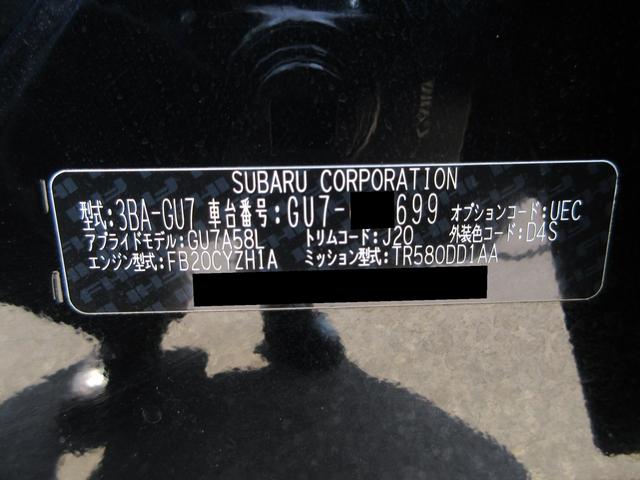 SUBARU CORPORATION
型式:3BA-GU7 車台番号:GU7- 699 オプションコード:UEC
アプライドモデル:GU7A58L トリムコード:J20 外装色コード:D4S
エンジン型式:FB20CYZHIA ミッション型式:TR580DD1AA